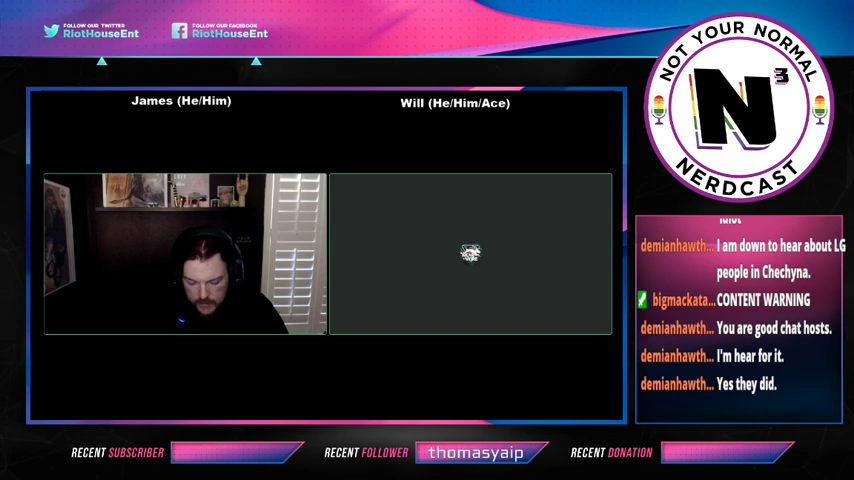 FOLLOW OUR TWITTER
RiotHouseEnt
FOLLOW OUR FACEBOOK
RiotHouseEnt
NOT YOUR NORMAL
N3
NERDCAST
James (He/Him)
Will (He/Him/Ace)
demianhawth... I am down to hear about LG
people in Chechyna.
bigmackata... CONTENT WARNING
demianhawth... You are good chat hosts.
demianhawth... I'm hear for it.
demianhawth... Yes they did.
RECENT SUBSCRIBER
RECENT FOLLOWER thomasyaip
RECENT DONATION